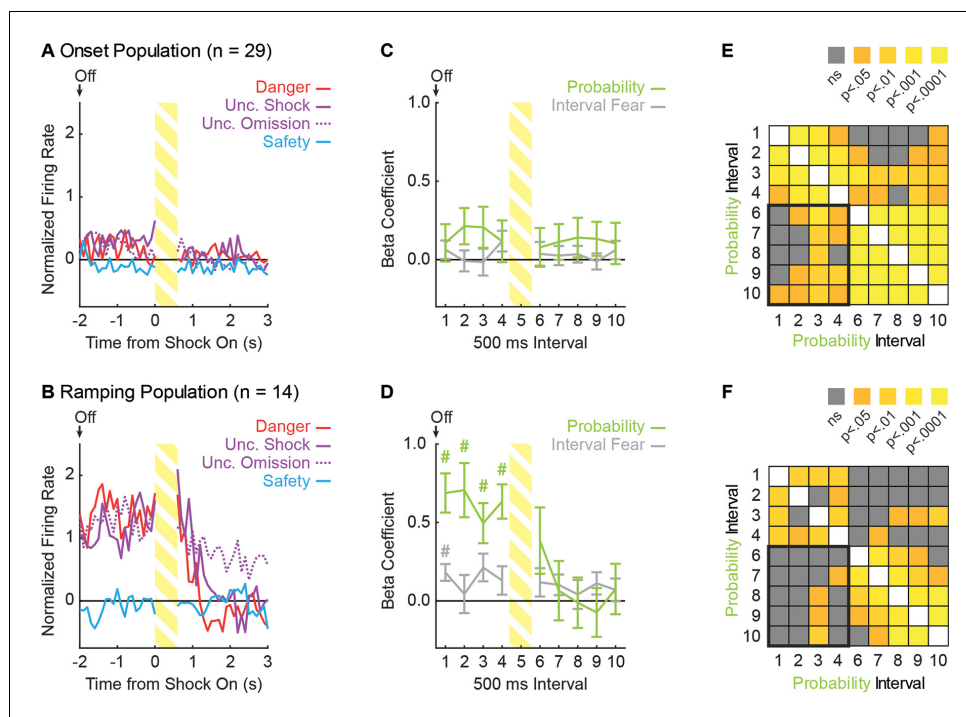 A Onset Population (n = 29)
Off
Danger
Unc. Shock
Unc. Omission
Safety
Normalized Firing Rate
2
1
0
-2 -1 0 1 2 3
Time from Shock On (s)
C
Off
Probability
Interval Fear
Beta Coefficient
1.0
0.5
0.0
1 2 3 4 5 6 7 8 9 10
500 ms Interval
E
ns p<.05 p<.01 p<.001 p<.0001
Probability Interval
1
2
3
4
6
7
8
9
10
1 2 3 4 6 7 8 9 10
Probability Interval
B Ramping Population (n = 14)
Off
Danger
Unc. Shock
Unc. Omission
Safety
Normalized Firing Rate
2
1
0
-2 -1 0 1 2 3
Time from Shock On (s)
D
Off
Probability
Interval Fear
# # # #
#
Beta Coefficient
1.0
0.5
0.0
1 2 3 4 5 6 7 8 9 10
500 ms Interval
F
ns p<.05 p<.01 p<.001 p<.0001
Probability Interval
1
2
3
4
6
7
8
9
10
1 2 3 4 6 7 8 9 10
Probability Interval